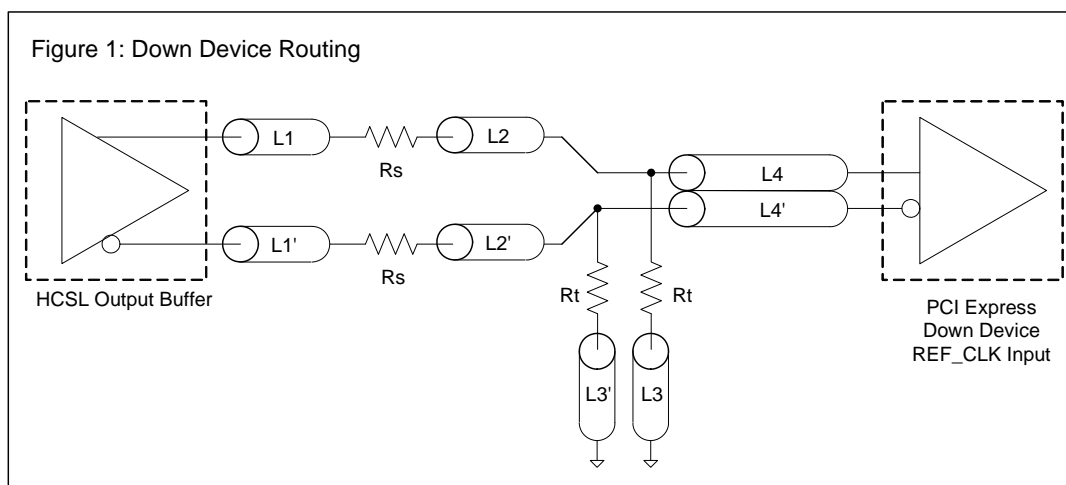 Figure 1: Down Device Routing
L1
Rs
L2
L4
L4'
L1'
Rs
L2'
HCSL Output Buffer
Rt
Rt
L3'
L3
PCI Express
Down Device
REF_CLK Input